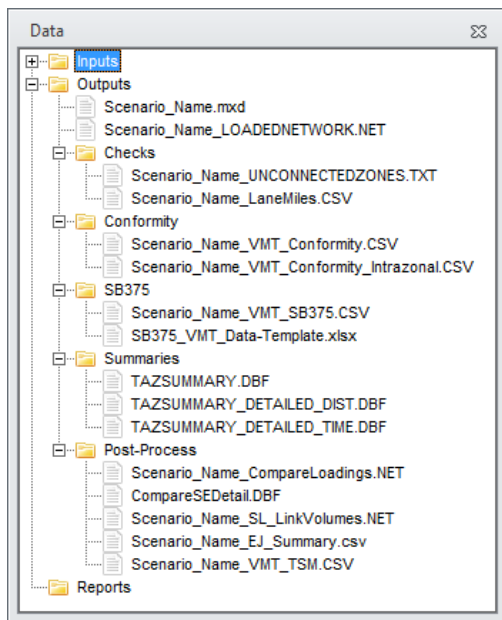 Data
Inputs
Outputs
Scenario_Name.mxd
Scenario_Name_LOADEDNETWORK.NET
Checks
Scenario_Name_UNCONNECTEDZONES.TXT
Scenario_Name_LaneMiles.CSV
Conformity
Scenario_Name_VMT_Conformity.CSV
Scenario_Name_VMT_Conformity_Intrazonal.CSV
SB375
Scenario_Name_VMT_SB375.CSV
SB375_VMT_Data-Template.xlsx
Summaries
TAZSUMMARY.DBF
TAZSUMMARY_DETAILED_DIST.DBF
TAZSUMMARY_DETAILED_TIME.DBF
Post-Process
Scenario_Name_CompareLoadings.NET
CompareSEDetail.DBF
Scenario_Name_SL_LinkVolumes.NET
Scenario_Name_EJ_Summary.csv
Scenario_Name_VMT_TSM.CSV
Reports